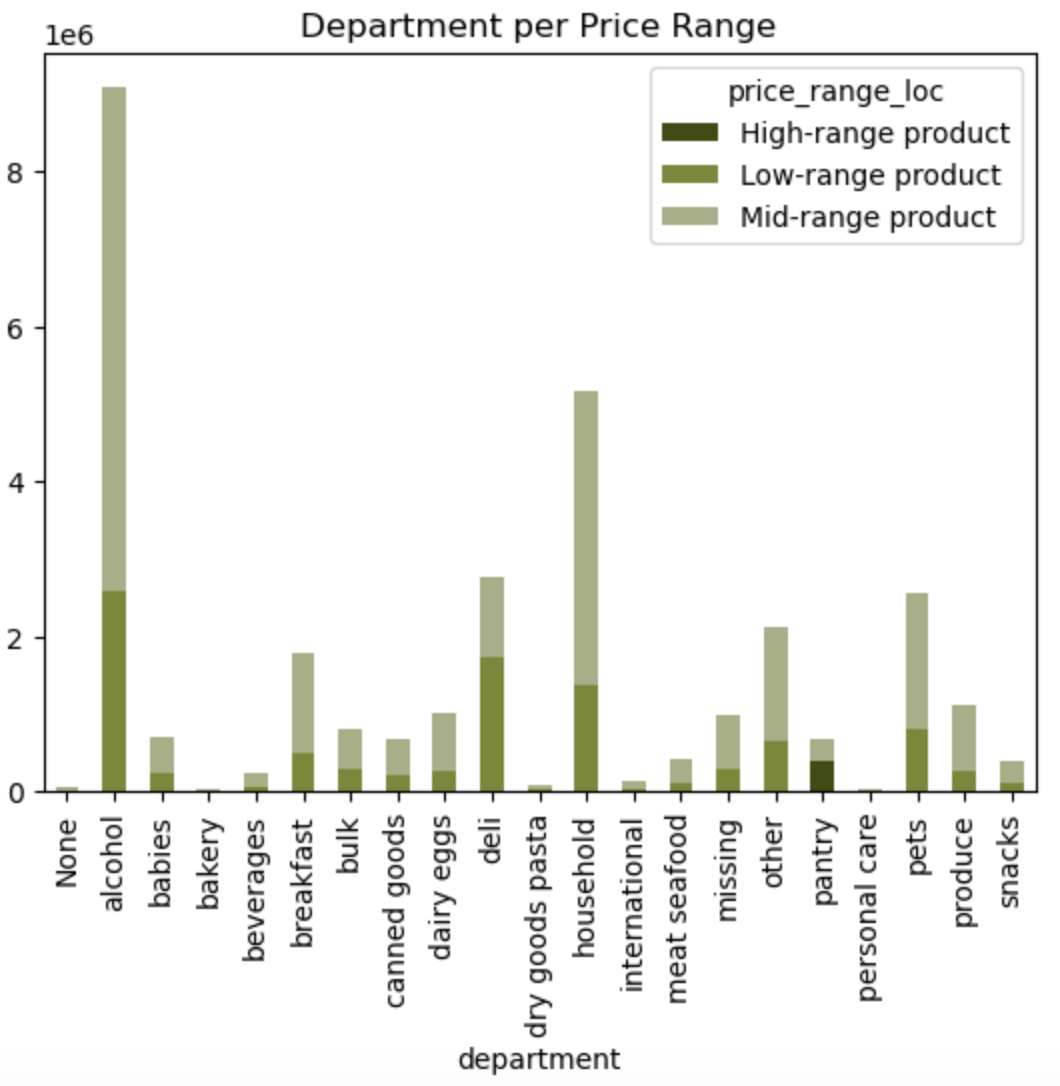 Department per Price Range
1e6
price_range_loc
High-range product
Low-range product
Mid-range product
8
6
4
2
0
None
alcohol
babies
bakery
beverages
breakfast
bulk
canned goods
dairy eggs
deli
dry goods pasta
household
international
meat seafood
missing
other
pantry
personal care
pets
produce
snacks
department